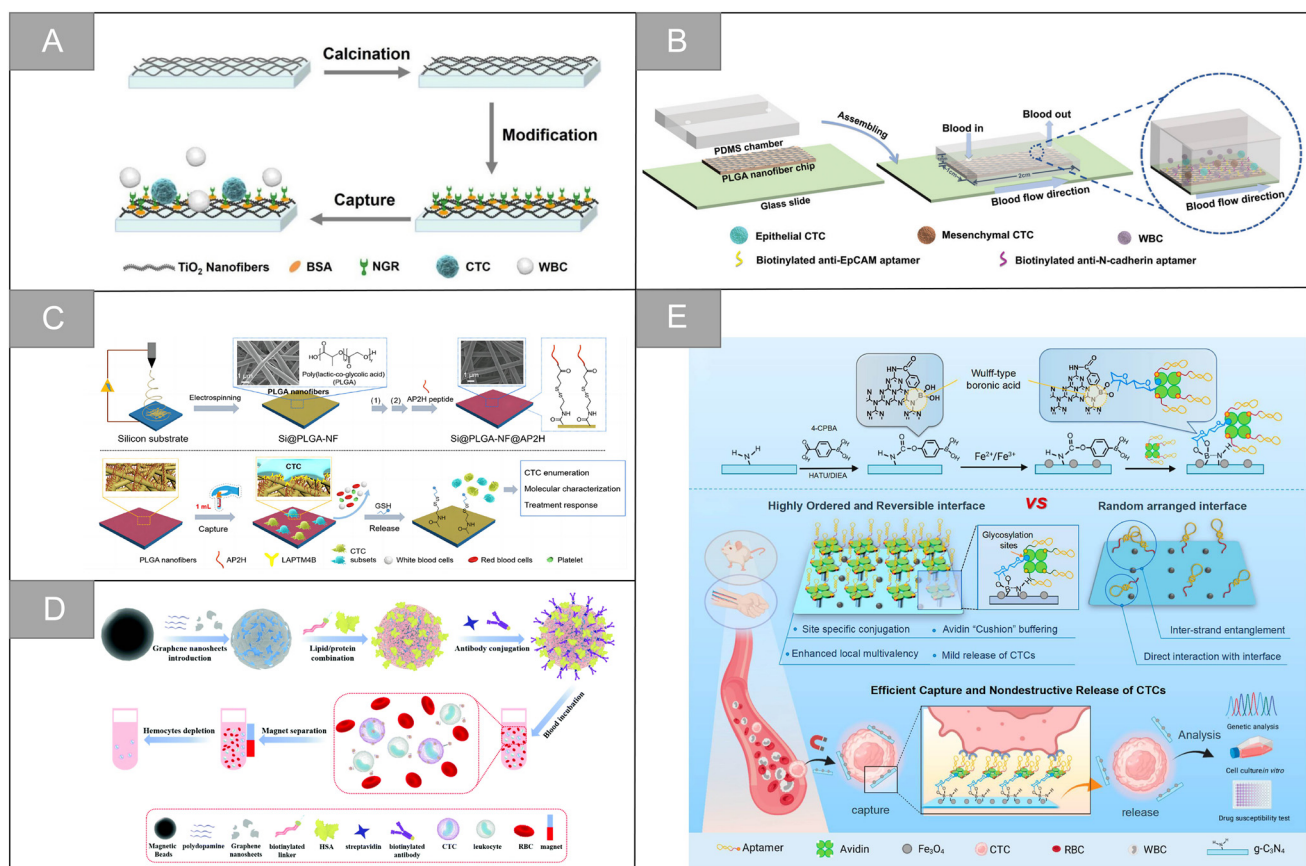 A
Calcination
Modification
Capture
TiO2 Nanofibers
BSA
NGR
CTC
WBC
B
PDMS chamber
PLGA nanofiber chip
Glass slide
Assembling
Blood in
Blood out
2cm
Blood flow direction
Blood flow direction
Epithelial CTC
Mesenchymal CTC
WBC
Biotinylated anti-EpCAM aptamer
Biotinylated anti-N-cadherin aptamer
C
Silicon substrate
Electrospinning
1 μm
Poly(lactic-co-glycolic acid)
(PLGA)
PLGA nanofibers
Si@PLGA-NF
(1)
(2)
AP2H peptide
1 μm
Si@PLGA-NF@AP2H
AP2H
CTC
1 mL
Capture
GSH
Release
CTC enumeration
Molecular characterization
Treatment response
PLGA nanofibers
AP2H
LAPTM4B
CTC
subsets
White blood cells
Red blood cells
Platelet
D
Graphene nanosheets
introduction
Lipid/protein
combination
Antibody conjugation
Blood incubation
Magnet separation
Hemocytes depletion
Magnetic
Beads
polydopamine
Graphene
nanosheets
biotinylated
linker
HSA
streptavidin
biotinylated
antibody
CTC
leukocyte
RBC
magnet
E
Wulff-type
boronic acid
4-CPBA
HATU/DIEA
Fe2+/Fe3+
Highly Ordered and Reversible interface
VS
Random arranged interface
Glycosylation
sites
• Site specific conjugation
• Avidin “Cushion” buffering
• Enhanced local multivalency
• Mild release of CTCs
Inter-strand entanglement
Direct interaction with interface
Efficient Capture and Nondestructive Release of CTCs
capture
release
Analysis
Genetic analysis
Cell culture in vitro
Drug susceptibility test
Aptamer
Avidin
Fe3O4
CTC
RBC
WBC
g-C3N4